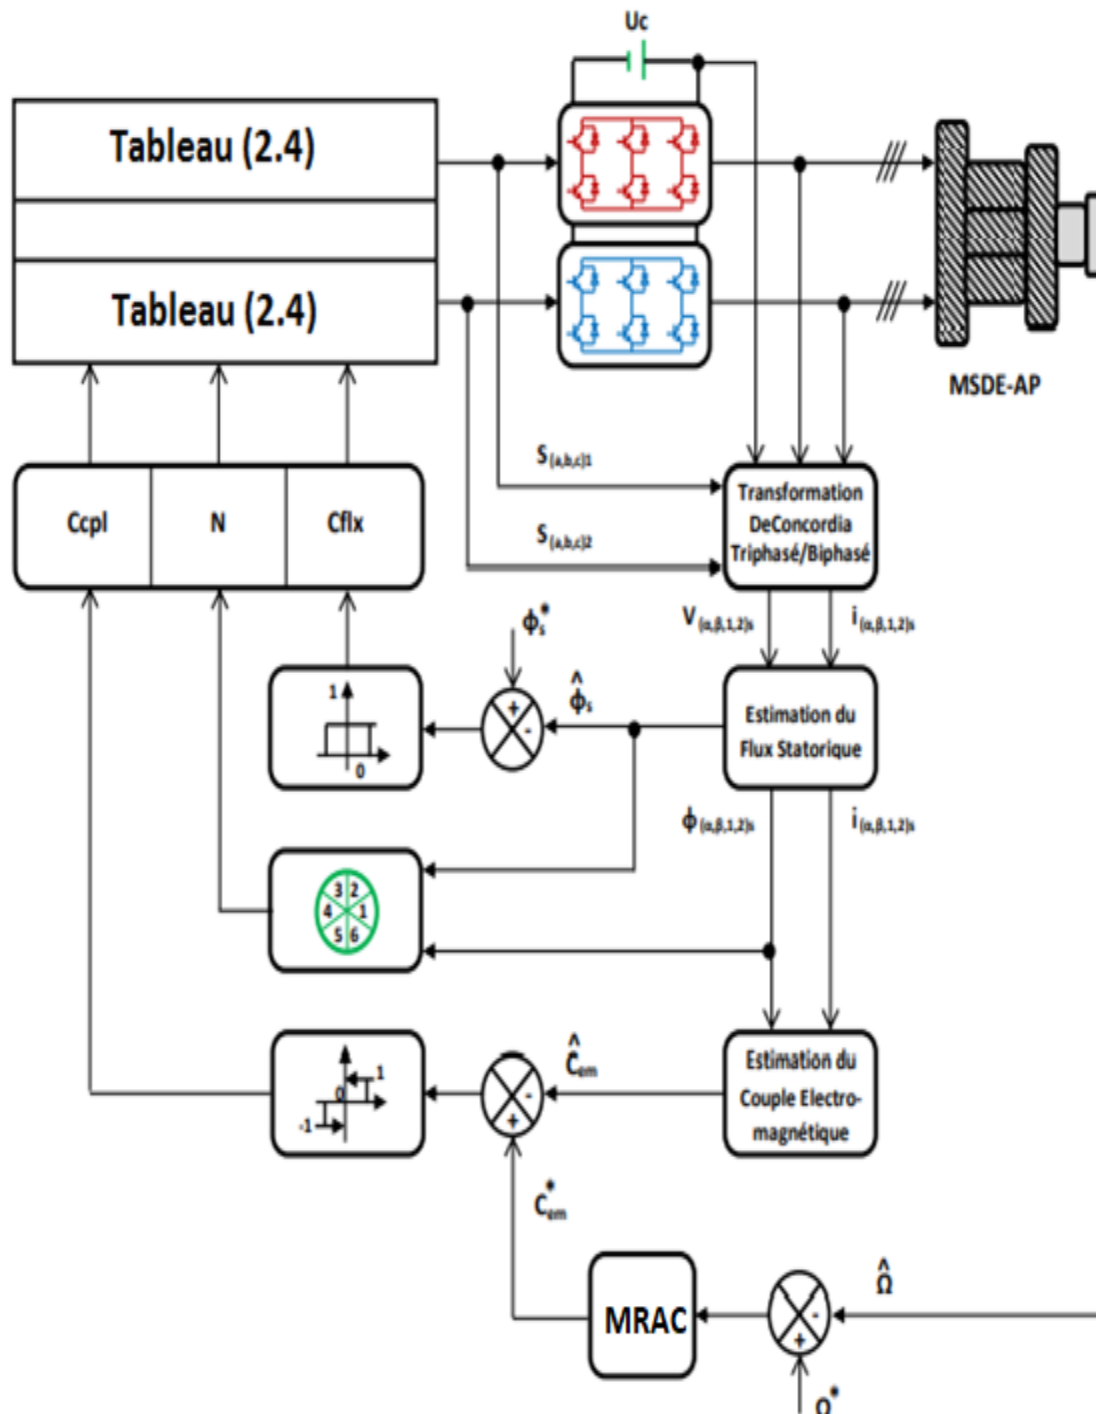 Uc
Tableau (2.4)
Tableau (2.4)
MSDE-AP
S(a,b,c)1
S(a,b,c)2
Transformation
DeConcordia
Triphasé/Biphasé
Ccpl
N
Cflx
V(α,β,1,2)s
i(α,β,1,2)s
ϕs*
ϕ̂s
+
-
1
0
Estimation du
Flux Statorique
ϕ(α,β,1,2)s
i(α,β,1,2)s
3 2
4 1
5 6
Ĉem
-
+
1
0
-1
Estimation du
Couple Electro-
magnétique
C*em
MRAC
Ω̂
-
+